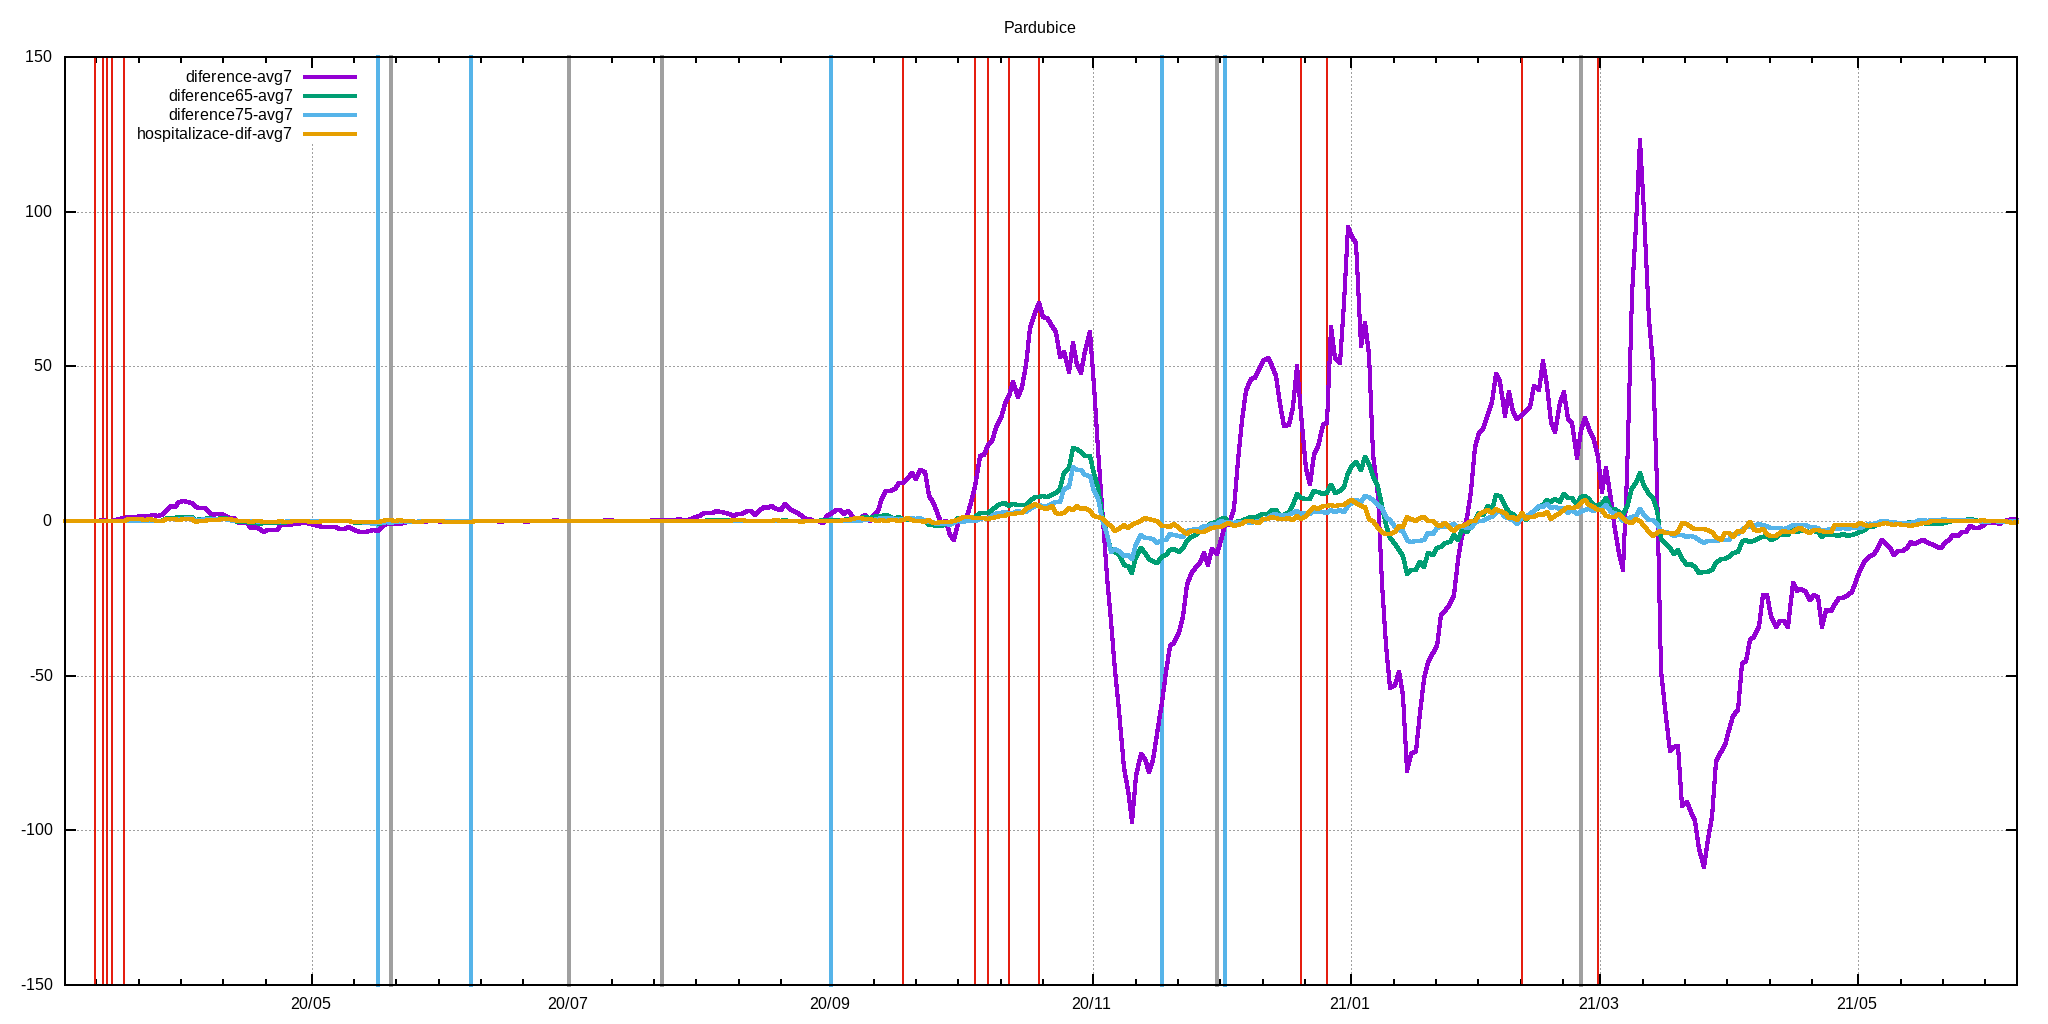 Pardubice
150
100
50
0
-50
-100
-150
diference-avg7
diference65-avg7
diference75-avg7
hospitalizace-dif-avg7
20/05
20/07
20/09
20/11
21/01
21/03
21/05